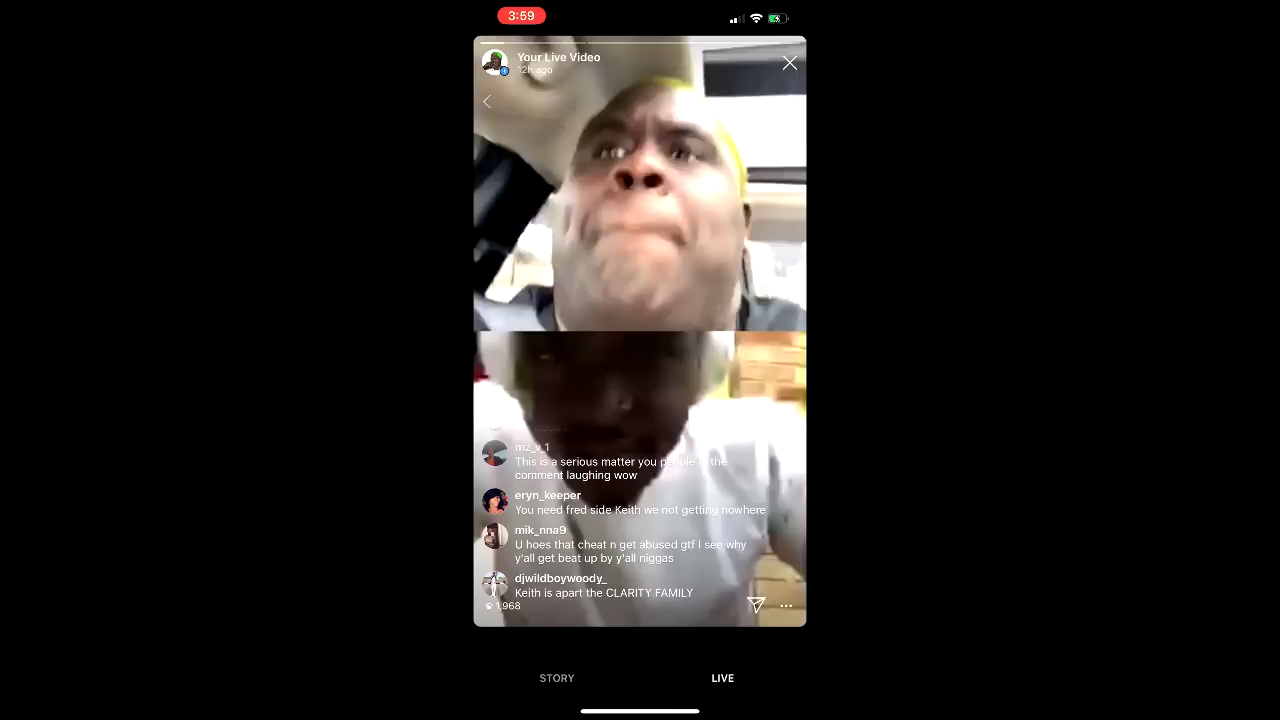 3:59
Your Live Video
12h ago
mz_v_1
This is a serious matter you people the
comment laughing wow
eryn_keeper
You need fred side Keith we not getting nowhere
mik_nna9
U hoes that cheat n get abused gtf I see why
y'all get beat up by y'all niggas
djwildboywoody_
Keith is apart the CLARITY FAMILY
1,968
STORY
LIVE